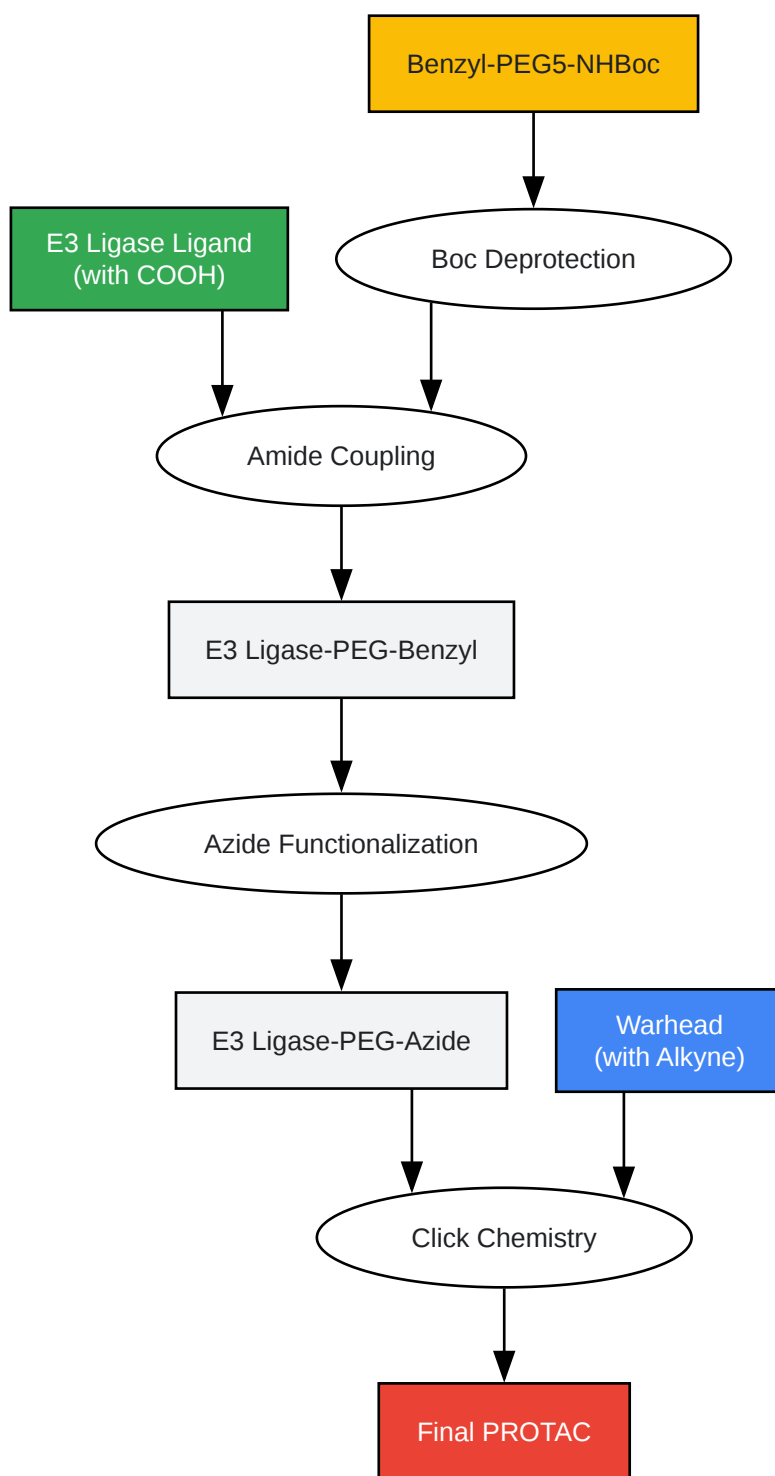 Benzyl-PEG5-NHBoc
E3 Ligase Ligand
(with COOH)
Boc Deprotection
Amide Coupling
E3 Ligase-PEG-Benzyl
Azide Functionalization
E3 Ligase-PEG-Azide
Warhead
(with Alkyne)
Click Chemistry
Final PROTAC